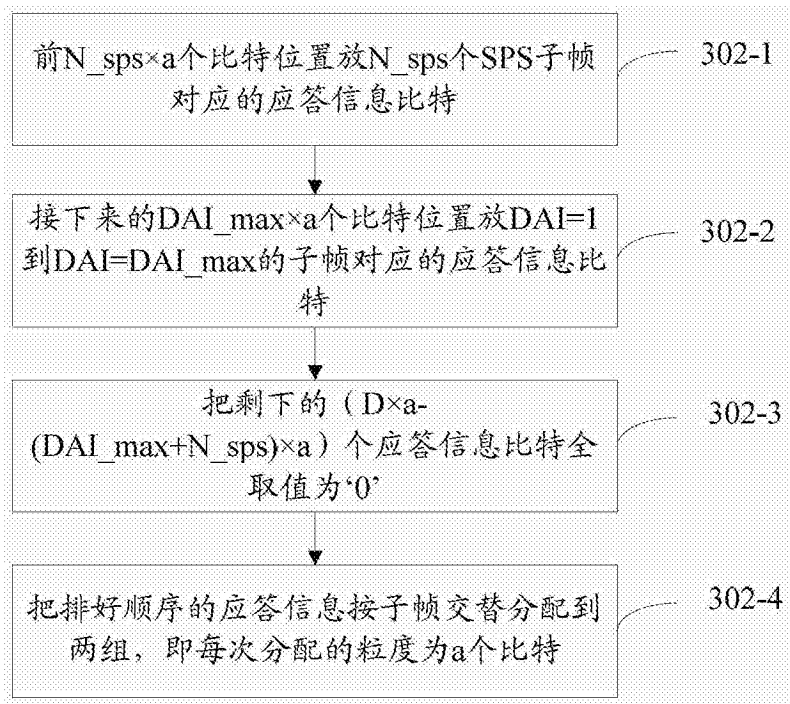 前N_sps×a个比特位置放N_sps个SPS子帧
对应的应答信息比特
302-1
接下来的DAI_max×a个比特位置放DAI=1
到DAI=DAI_max的子帧对应的应答信息比
特
302-2
把剩下的（D×a-
(DAI_max+N_sps)×a）个应答信息比特全
取值为‘0’
302-3
把排好顺序的应答信息按子帧交替分配到
两组，即每次分配的粒度为a个比特
302-4